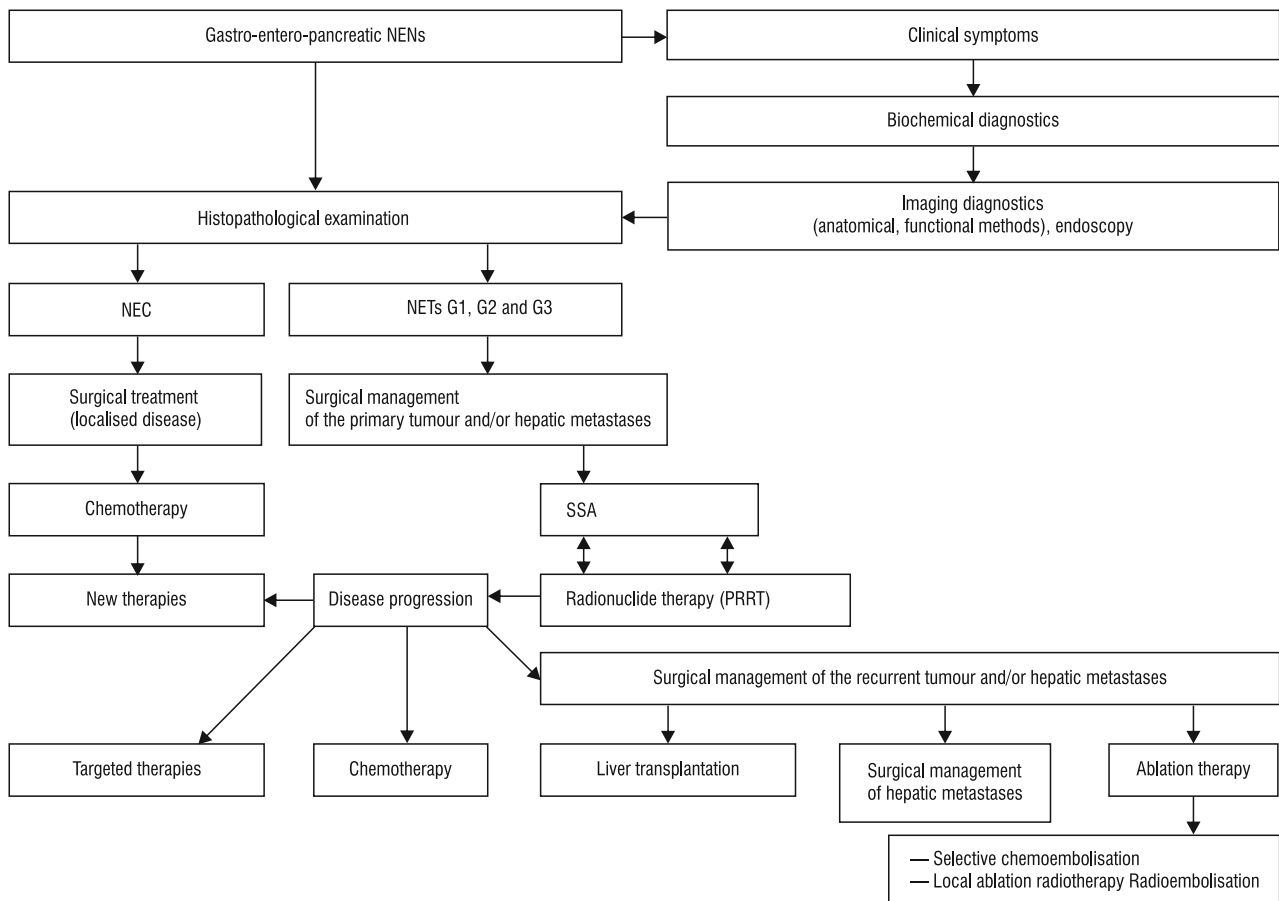 Gastro-entero-pancreatic NENs
Clinical symptoms
Biochemical diagnostics
Histopathological examination
Imaging diagnostics
(anatomical, functional methods), endoscopy
NEC
NETs G1, G2 and G3
Surgical treatment
(localised disease)
Surgical management
of the primary tumour and/or hepatic metastases
Chemotherapy
SSA
New therapies
Disease progression
Radionuclide therapy (PRRT)
Surgical management of the recurrent tumour and/or hepatic metastases
Targeted therapies
Chemotherapy
Liver transplantation
Surgical management
of hepatic metastases
Ablation therapy
— Selective chemoembolisation
— Local ablation radiotherapy Radioembolisation